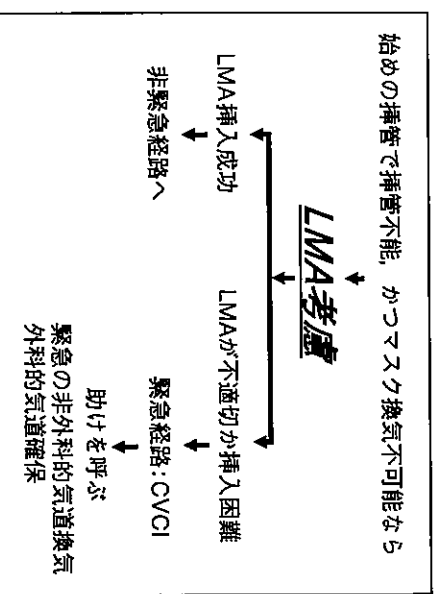 始めの挿管で挿管不能，かつマスク換気不可能なら
LMA考慮
LMA挿入成功
非緊急経路へ
LMAが不適切か挿入困難
緊急経路：CVCI
助けを呼ぶ
緊急の非外科的気道換気
外科的気道確保